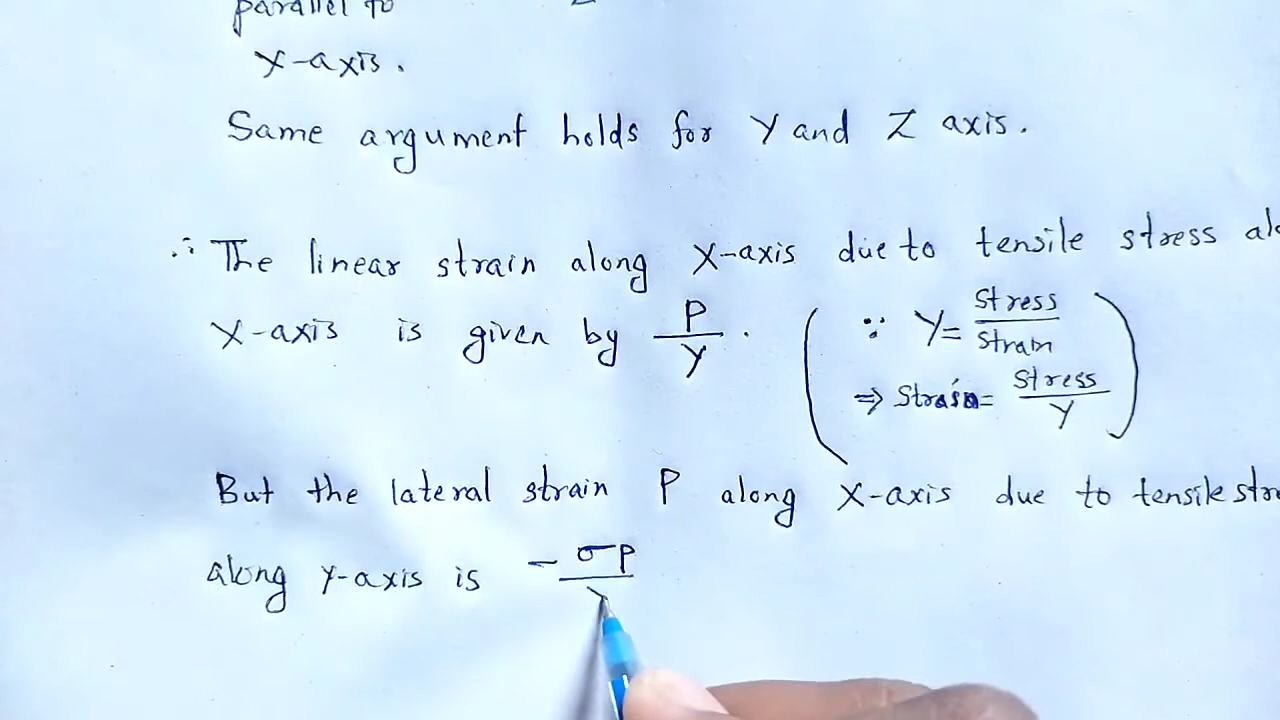 parallel to
X-axis.
Same argument holds for Y and Z axis.
∴ The linear strain along X-axis due to tensile stress
X-axis is given by P/Y. (∵ Y = Stress/Strain
⇒ Strain = Stress/Y)
But the lateral strain P along X-axis due to tensile
along Y-axis is - σP/